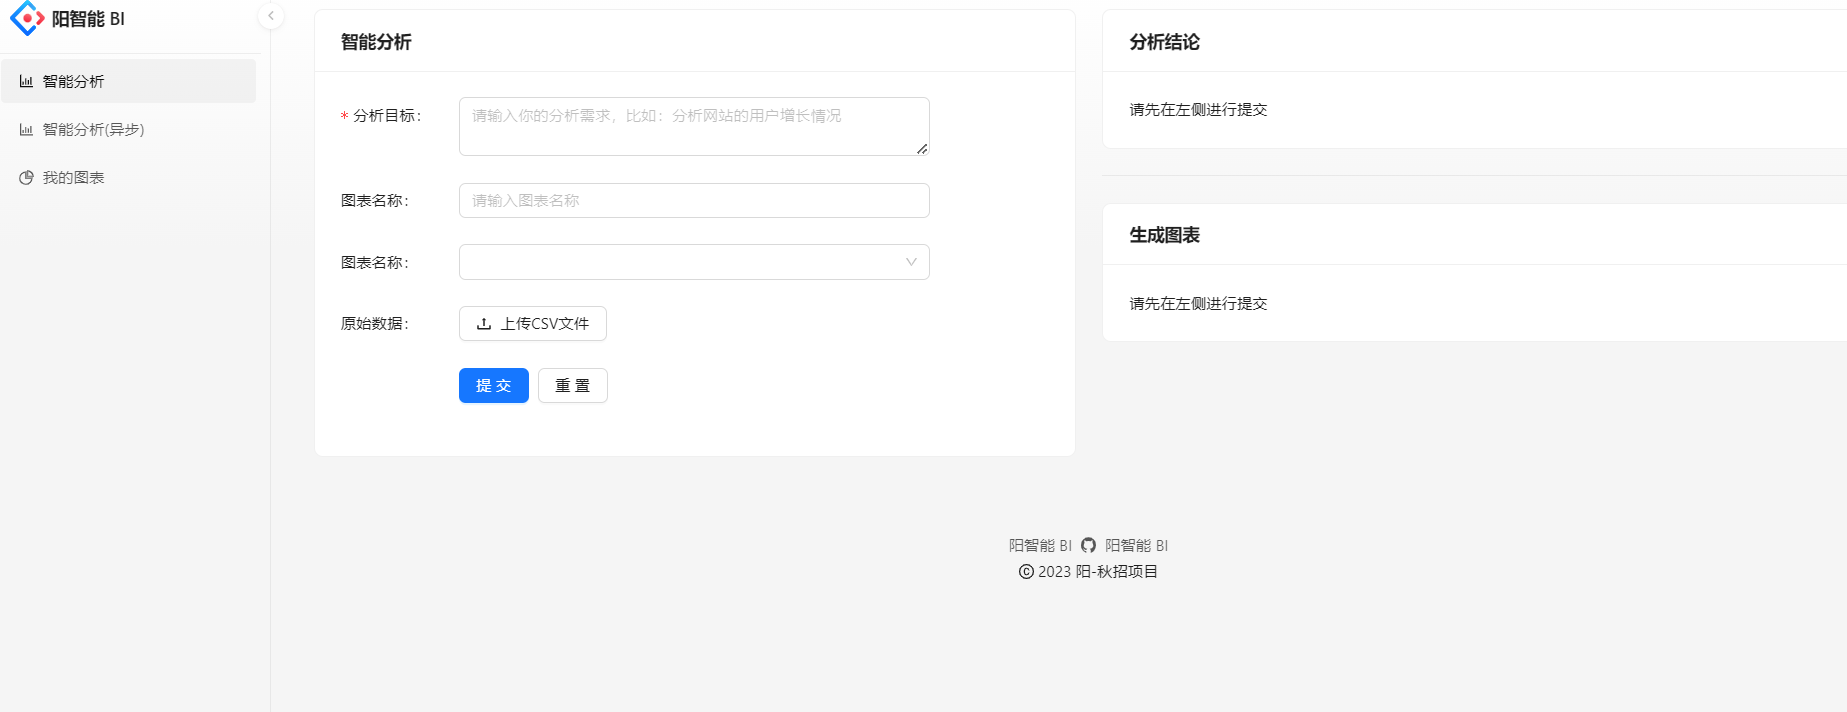 阳智能 BI
智能分析
智能分析(异步)
我的图表
智能分析
* 分析目标：
请输入你的分析需求，比如：分析网站的用户增长情况
图表名称：
请输入图表名称
图表名称：
原始数据：
上传CSV文件
提 交
重 置
分析结论
请先在左侧进行提交
生成图表
请先在左侧进行提交
阳智能 BI 阳智能 BI
© 2023 阳-秋招项目